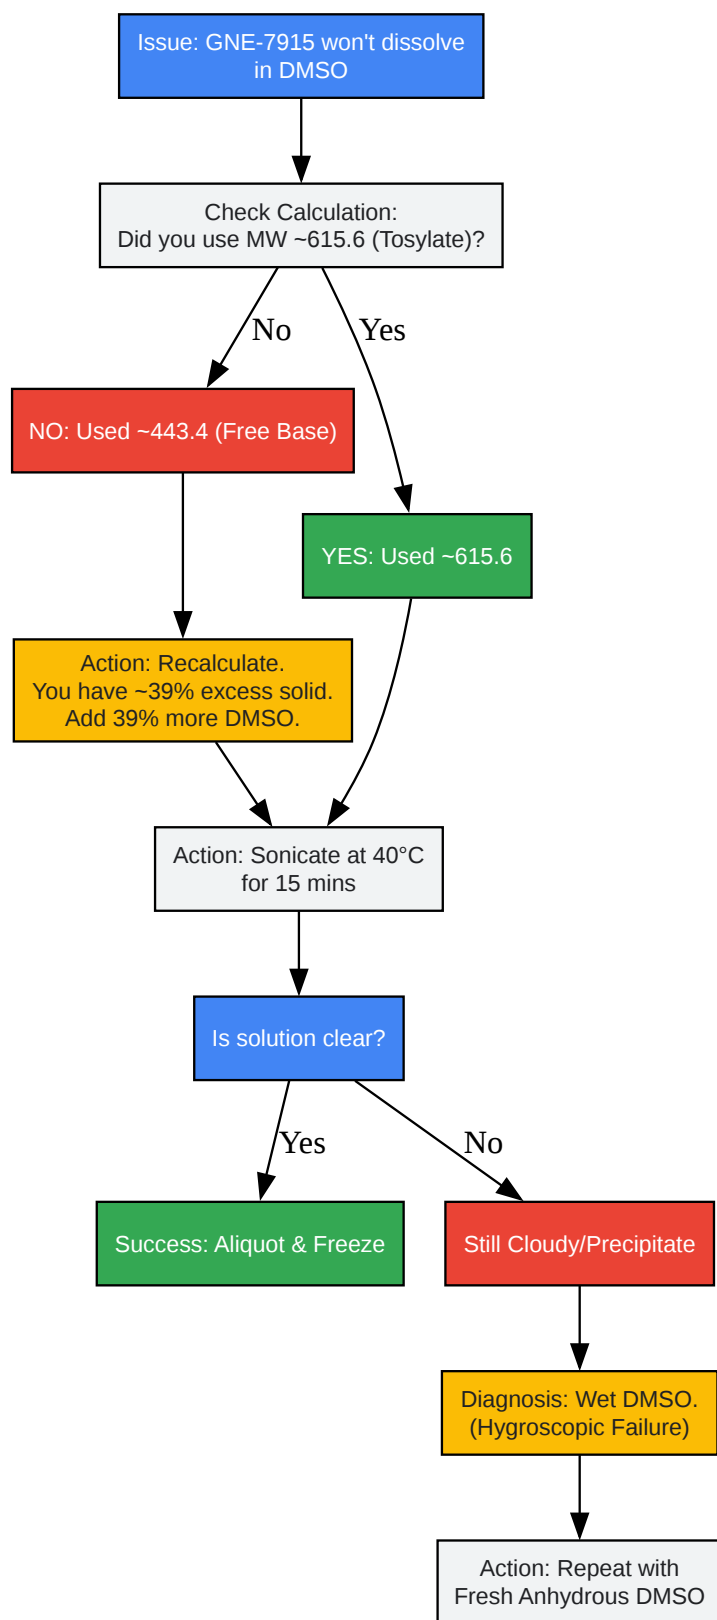 Issue: GNE-7915 won't dissolve
in DMSO
Check Calculation:
Did you use MW ~615.6 (Tosylate)?
No
Yes
NO: Used ~443.4 (Free Base)
YES: Used ~615.6
Action: Recalculate.
You have ~39% excess solid.
Add 39% more DMSO.
Action: Sonicate at 40°C
for 15 mins
Is solution clear?
Yes
No
Success: Aliquot & Freeze
Still Cloudy/Precipitate
Diagnosis: Wet DMSO.
(Hygroscopic Failure)
Action: Repeat with
Fresh Anhydrous DMSO